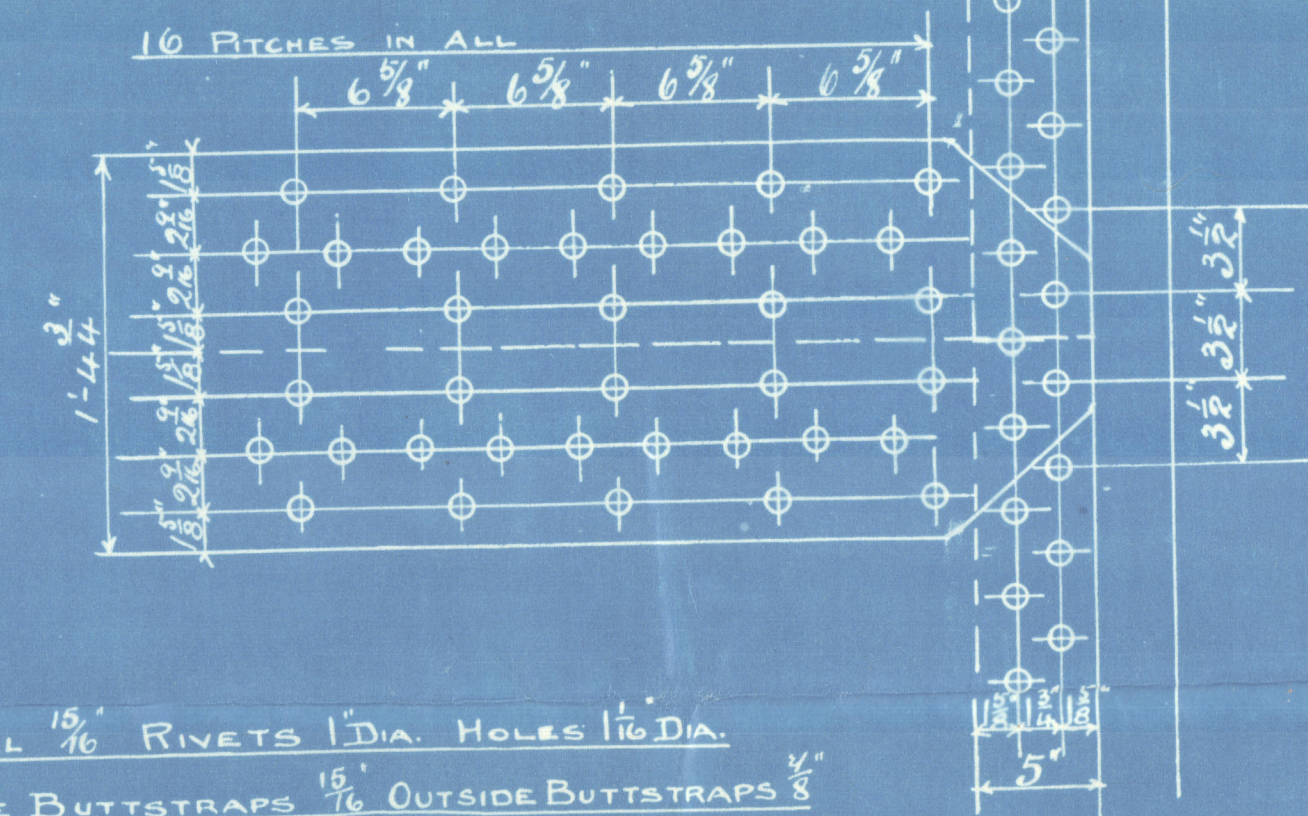 16 PITCHES IN ALL
6 5/8" 6 5/8" 6 5/8" 6 5/8"
1 5/8"
2 9/16"
2 9/16"
1 5/8"
1 5/8"
2 9/16"
2 9/16"
1 5/8"
1'-4 3/4"
3 1/2"
3 1/2"
3 1/2"
1 5/8" 1 3/4" 1 5/8"
5"
L 15/16" RIVETS 1" DIA. HOLES 1 1/16" DIA.
E BUTTSTRAPS 15/16" OUTSIDE BUTTSTRAPS 7/8"